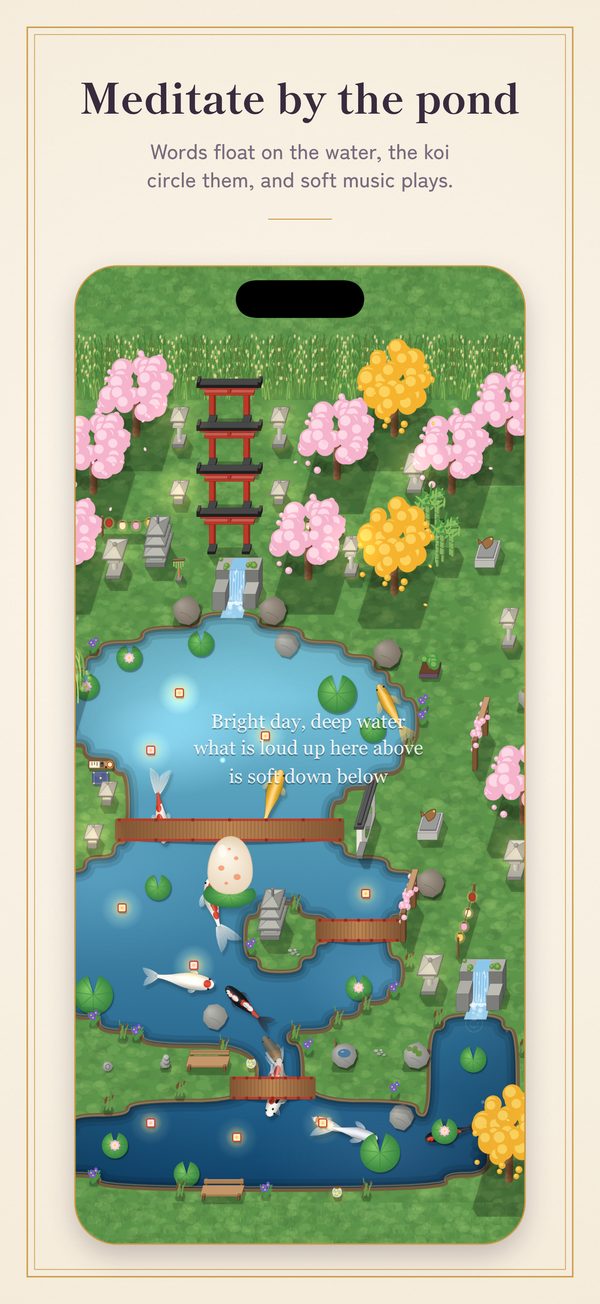 Meditate by the pond
Words float on the water, the koi
circle them, and soft music plays.
Bright day, deep water
what is loud up here above
is soft down below